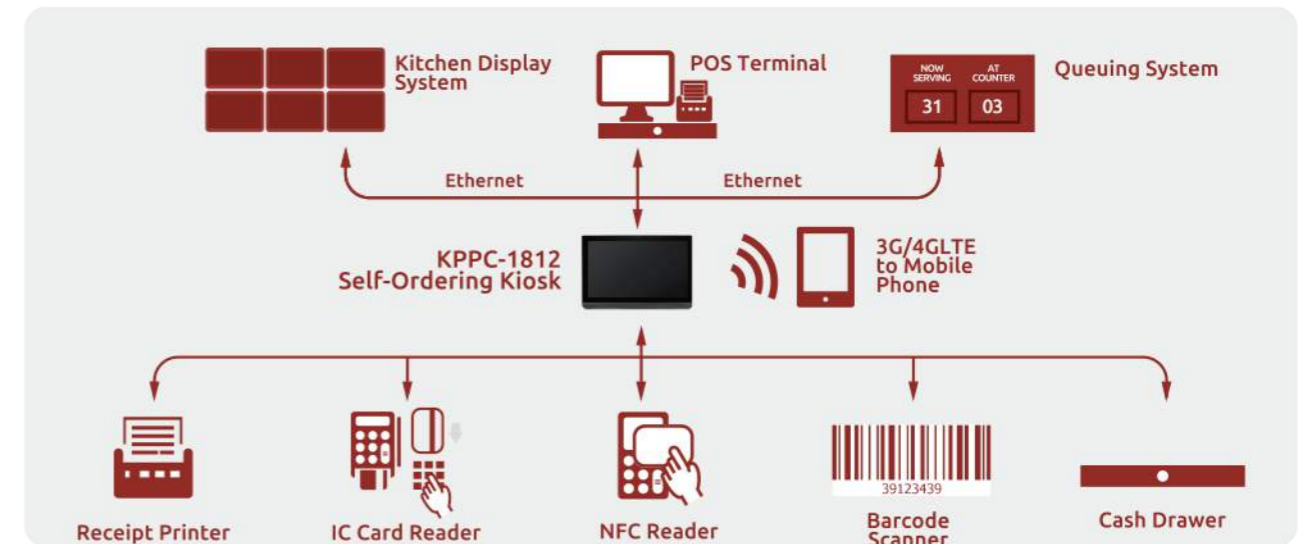 Kitchen Display
System
POS Terminal
NOW
SERVING
AT
COUNTER
31
03
Queuing System
Ethernet
Ethernet
KPPC-1812
Self-Ordering Kiosk
3G/4GLTE
to Mobile
Phone
39123439
Receipt Printer
IC Card Reader
NFC Reader
Barcode
Scanner
Cash Drawer